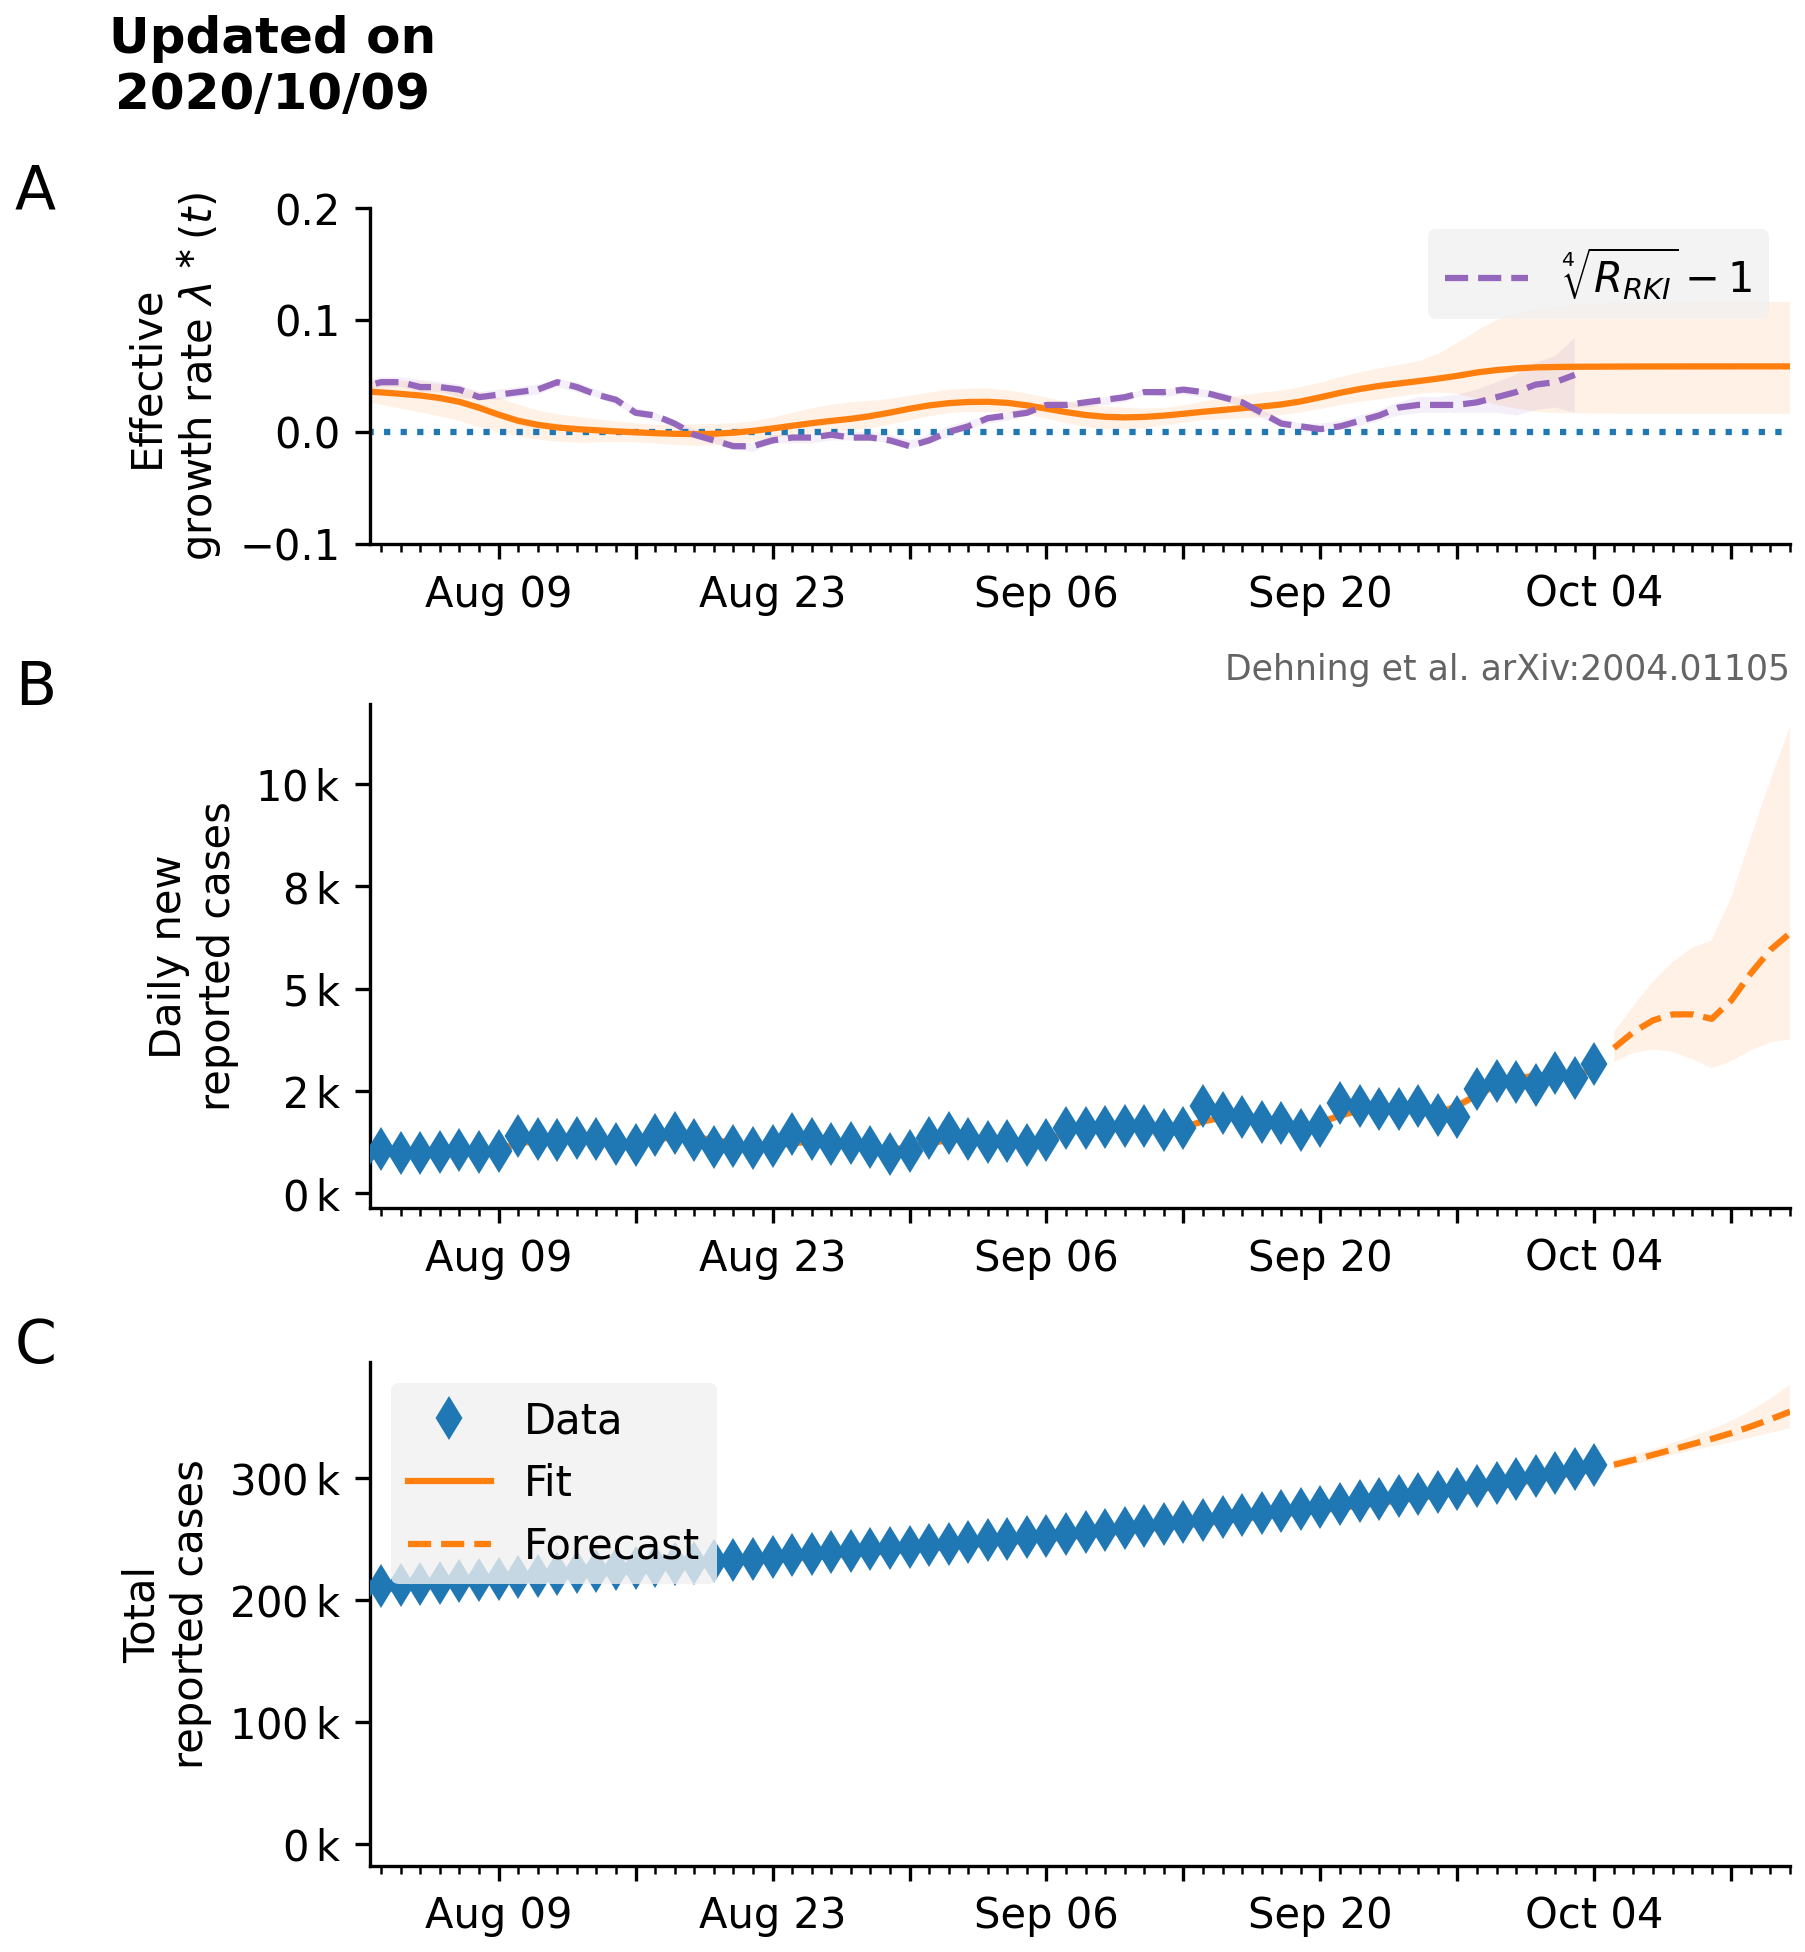 Updated on
2020/10/09
A
Effective
growth rate λ * (t)
0.2
0.1
0.0
−0.1
⁴√R_RKI − 1
Aug 09 Aug 23 Sep 06 Sep 20 Oct 04
Dehning et al. arXiv:2004.01105
B
Daily new
reported cases
10 k
8 k
5 k
2 k
0 k
Aug 09 Aug 23 Sep 06 Sep 20 Oct 04
C
Total
reported cases
300 k
200 k
100 k
0 k
Data
Fit
Forecast
Aug 09 Aug 23 Sep 06 Sep 20 Oct 04